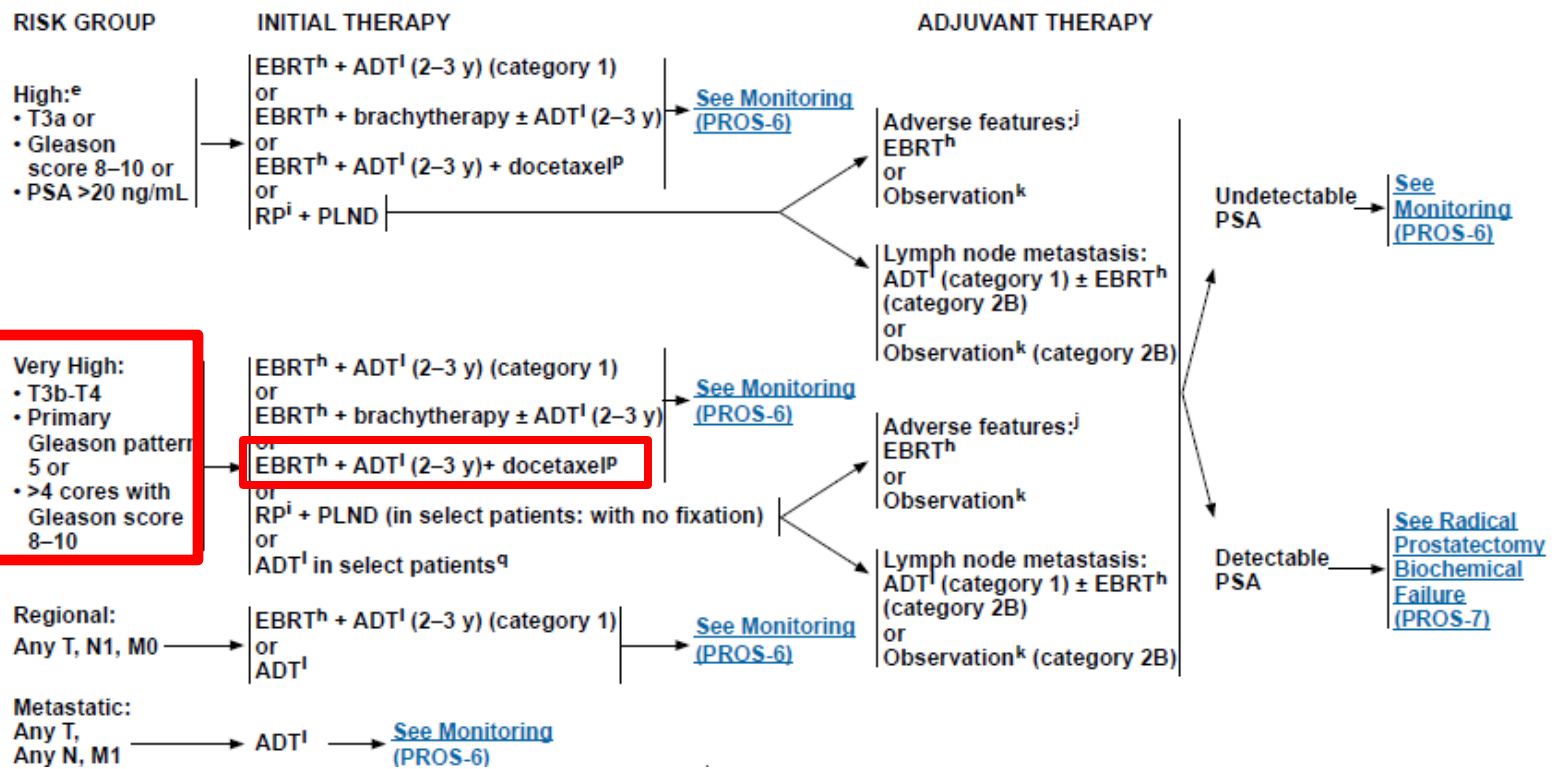 RISK GROUP
INITIAL THERAPY
ADJUVANT THERAPY
High:ᵉ
• T3a or
• Gleason
score 8–10 or
• PSA >20 ng/mL
EBRTʰ + ADTˡ (2–3 y) (category 1)
or
EBRTʰ + brachytherapy ± ADTˡ (2–3 y)
or
EBRTʰ + ADTˡ (2–3 y) + docetaxelᵖ
or
RPⁱ + PLND
See Monitoring
(PROS-6)
Adverse features:ʲ
EBRTʰ
or
Observationᵏ
Lymph node metastasis:
ADTˡ (category 1) ± EBRTʰ
(category 2B)
or
Observationᵏ (category 2B)
Undetectable
PSA
See
Monitoring
(PROS-6)
Very High:
• T3b-T4
• Primary
Gleason pattern
5 or
• >4 cores with
Gleason score
8–10
EBRTʰ + ADTˡ (2–3 y) (category 1)
or
EBRTʰ + brachytherapy ± ADTˡ (2–3 y)
or
EBRTʰ + ADTˡ (2–3 y)+ docetaxelᵖ
or
RPⁱ + PLND (in select patients: with no fixation)
or
ADTˡ in select patients^q
See Monitoring
(PROS-6)
Adverse features:ʲ
EBRTʰ
or
Observationᵏ
Lymph node metastasis:
ADTˡ (category 1) ± EBRTʰ
(category 2B)
or
Observationᵏ (category 2B)
Detectable
PSA
See Radical
Prostatectomy
Biochemical
Failure
(PROS-7)
Regional:
Any T, N1, M0
EBRTʰ + ADTˡ (2–3 y) (category 1)
or
ADTˡ
See Monitoring
(PROS-6)
Metastatic:
Any T,
Any N, M1
ADTˡ
See Monitoring
(PROS-6)